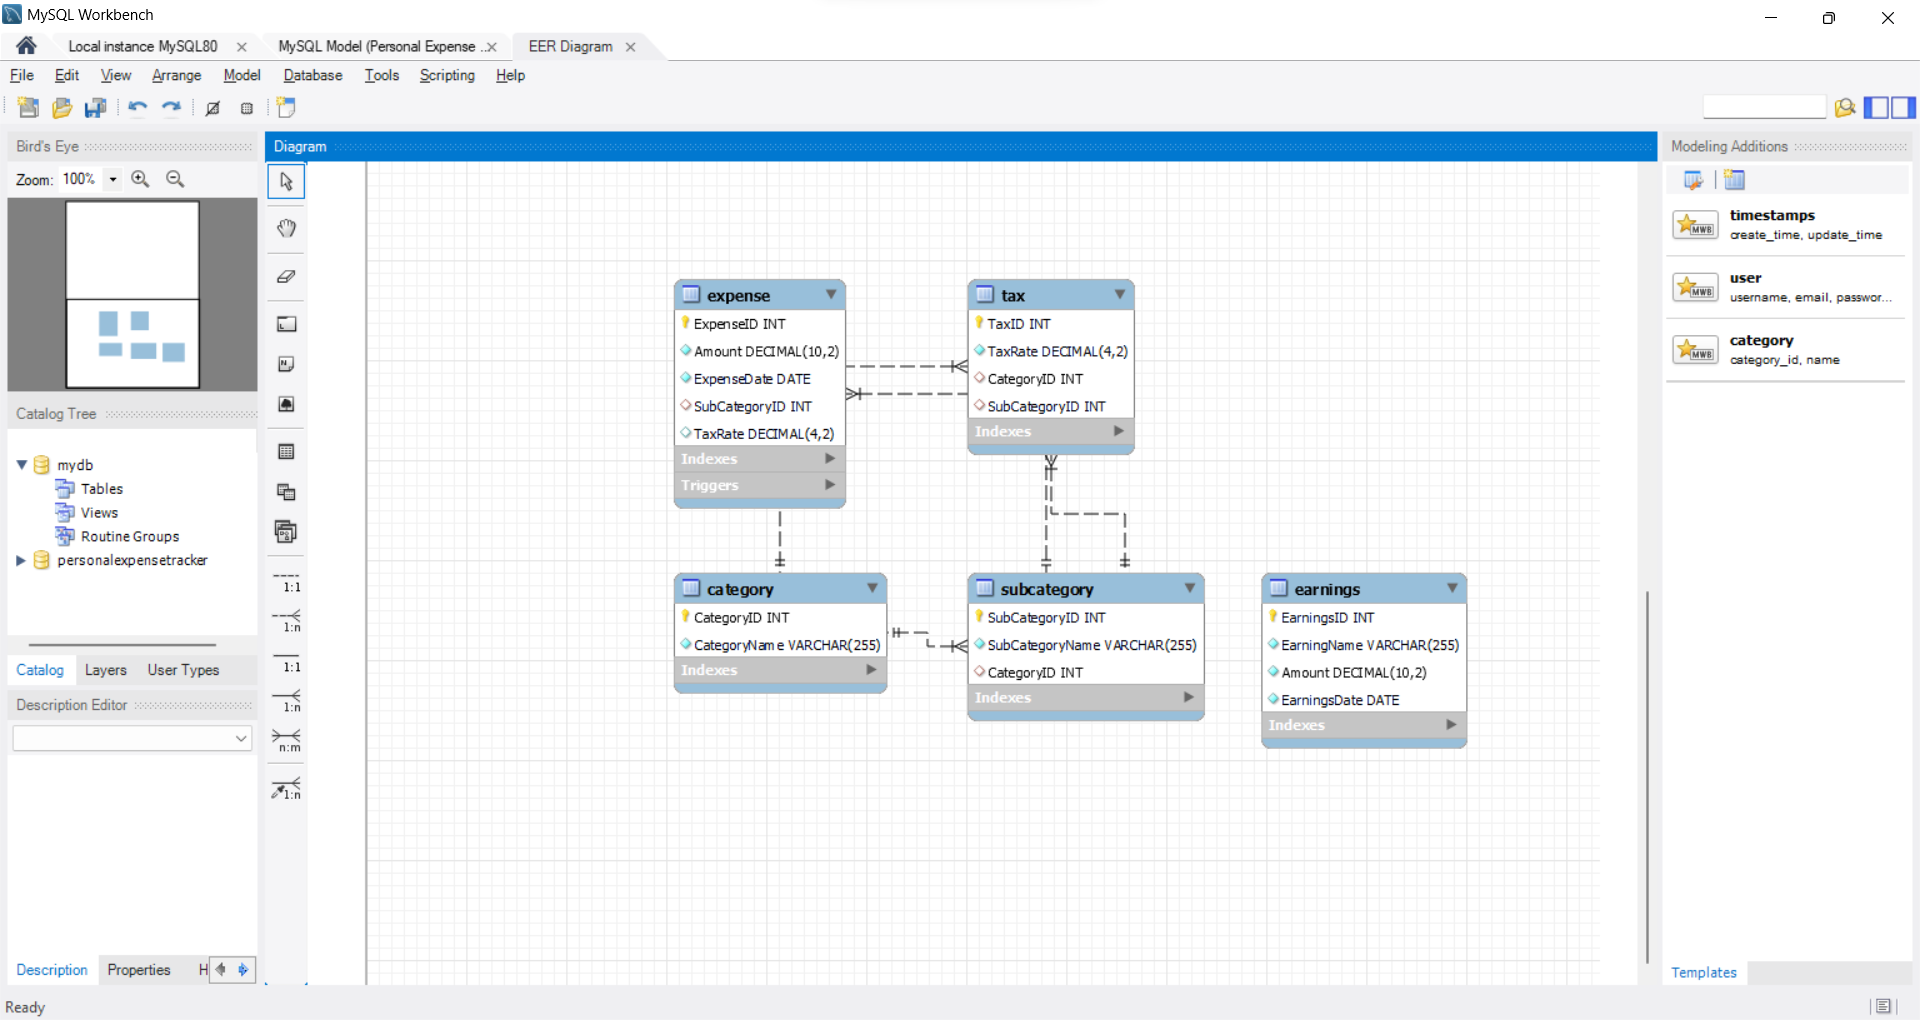 MySQL Workbench
Local instance MySQL80
MySQL Model (Personal Expense ..
EER Diagram
File Edit View Arrange Model Database Tools Scripting Help
Bird's Eye
Zoom: 100%
Catalog Tree
mydb
Tables
Views
Routine Groups
personalexpensetracker
Catalog Layers User Types
Description Editor
Description Properties H
Ready
Diagram
1:1
1:n
1:1
1:n
n:m
1:n
expense
ExpenseID INT
Amount DECIMAL(10,2)
ExpenseDate DATE
SubCategoryID INT
TaxRate DECIMAL(4,2)
Indexes
Triggers
tax
TaxID INT
TaxRate DECIMAL(4,2)
CategoryID INT
SubCategoryID INT
Indexes
category
CategoryID INT
CategoryName VARCHAR(255)
Indexes
subcategory
SubCategoryID INT
SubCategoryName VARCHAR(255)
CategoryID INT
Indexes
earnings
EarningsID INT
EarningName VARCHAR(255)
Amount DECIMAL(10,2)
EarningsDate DATE
Indexes
Modeling Additions
MWB
timestamps
create_time, update_time
MWB
user
username, email, passwor...
MWB
category
category_id, name
Templates